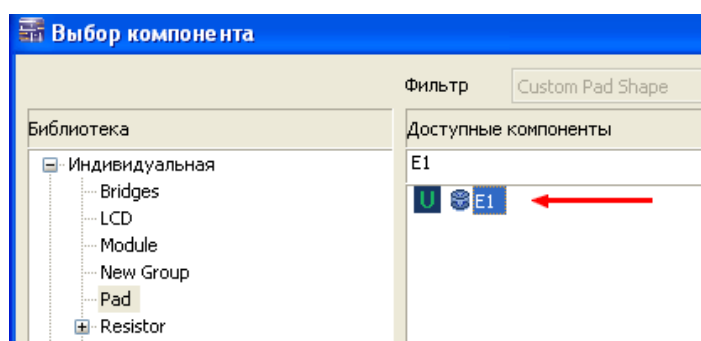 Выбор компонента
Фильтр Custom Pad Shape
Библиотека
Доступные компоненты
Индивидуальная
Bridges
LCD
Module
New Group
Pad
Resistor
E1
U E1